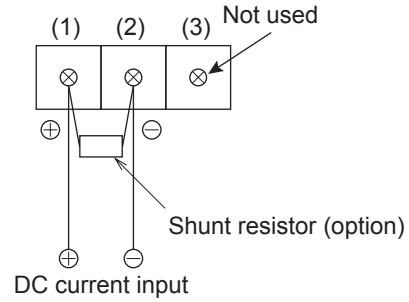 Not used
(1) (2) (3)
+ −
Shunt resistor (option)
+ −
DC current input